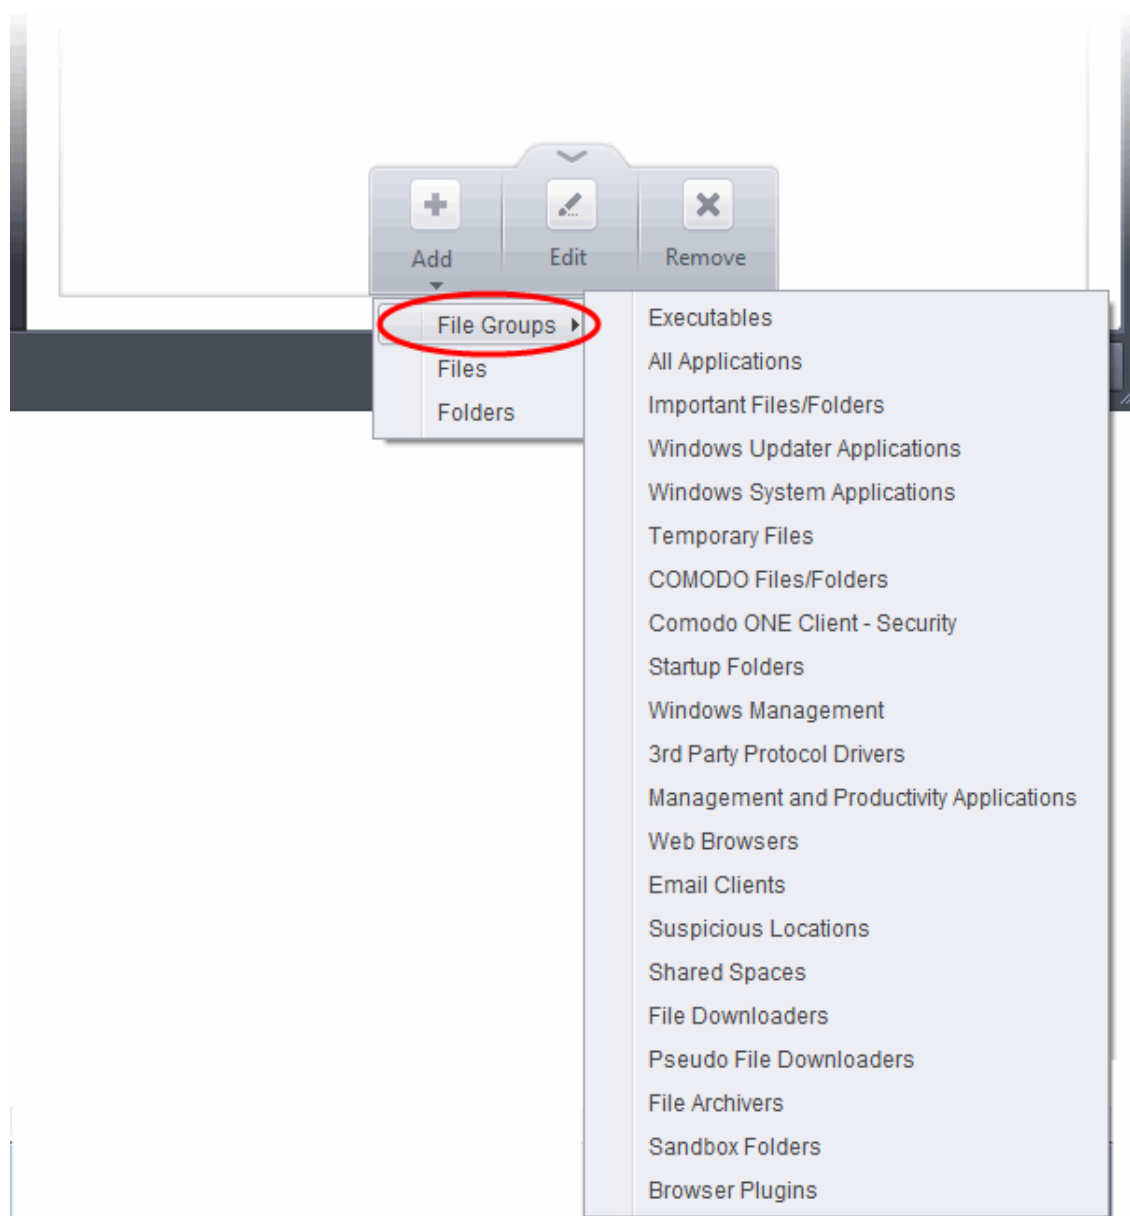 Add
Edit
Remove
File Groups
Files
Folders
Executables
All Applications
Important Files/Folders
Windows Updater Applications
Windows System Applications
Temporary Files
COMODO Files/Folders
Comodo ONE Client - Security
Startup Folders
Windows Management
3rd Party Protocol Drivers
Management and Productivity Applications
Web Browsers
Email Clients
Suspicious Locations
Shared Spaces
File Downloaders
Pseudo File Downloaders
File Archivers
Sandbox Folders
Browser Plugins